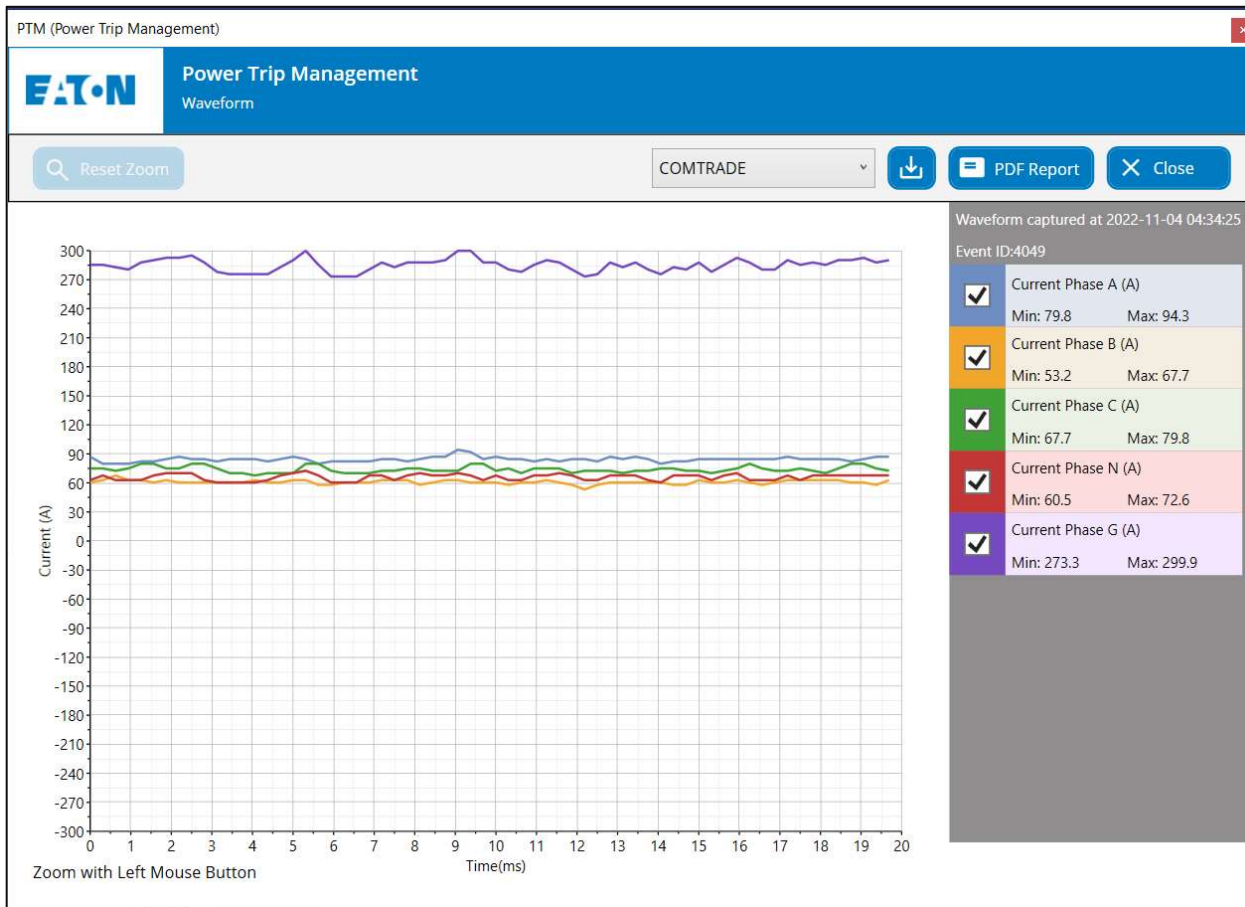 PTM (Power Trip Management)
EATON
Power Trip Management
Waveform
Reset Zoom
COMTRADE
PDF Report
Close
Waveform captured at 2022-11-04 04:34:25
Event ID:4049
Current Phase A (A)
Min: 79.8 Max: 94.3
Current Phase B (A)
Min: 53.2 Max: 67.7
Current Phase C (A)
Min: 67.7 Max: 79.8
Current Phase N (A)
Min: 60.5 Max: 72.6
Current Phase G (A)
Min: 273.3 Max: 299.9
300
270
240
210
180
150
120
90
60
30
0
-30
-60
-90
-120
-150
-180
-210
-240
-270
-300
Current (A)
0 1 2 3 4 5 6 7 8 9 10 11 12 13 14 15 16 17 18 19 20
Time(ms)
Zoom with Left Mouse Button